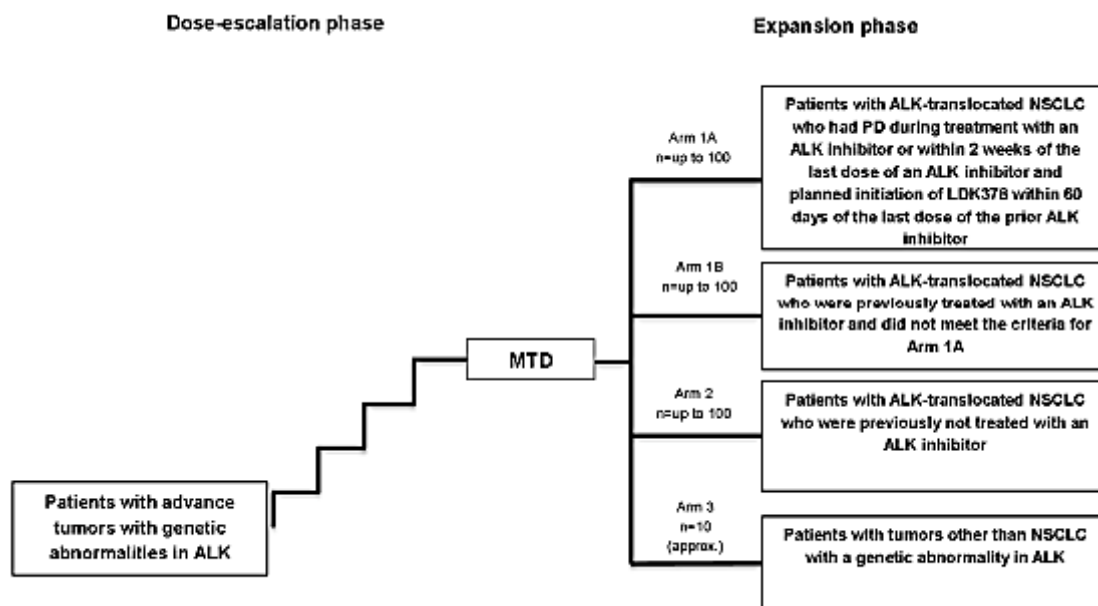 Dose-escalation phase
Expansion phase
Patients with advance
tumors with genetic
abnormalities in ALK
MTD
Arm 1A
n=up to 100
Patients with ALK-translocated NSCLC
who had PD during treatment with an
ALK inhibitor or within 2 weeks of the
last dose of an ALK inhibitor and
planned initiation of LDK378 within 60
days of the last dose of the prior ALK
inhibitor
Arm 1B
n=up to 100
Patients with ALK-translocated NSCLC
who were previously treated with an ALK
inhibitor and did not meet the criteria for
Arm 1A
Arm 2
n=up to 100
Patients with ALK-translocated NSCLC
who were previously not treated with an
ALK inhibitor
Arm 3
n=10
(approx.)
Patients with tumors other than NSCLC
with a genetic abnormality in ALK